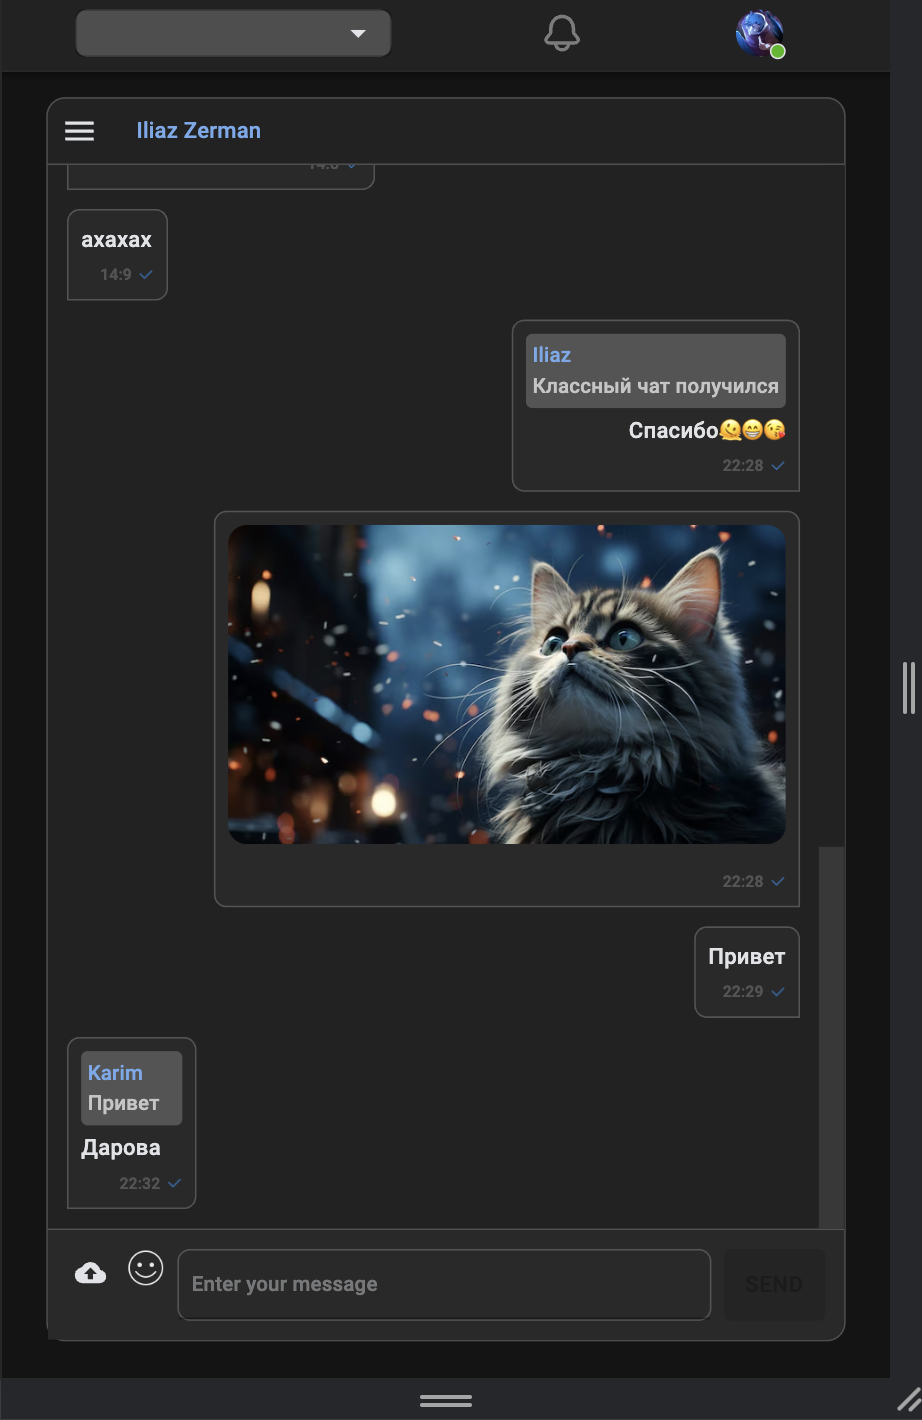 Iliaz Zerman
ахахах
14:9
Iliaz
Классный чат получился
Спасибо🫠😁😘
22:28
22:28
Привет
22:29
Karim
Привет
Дарова
22:32
Enter your message
SEND